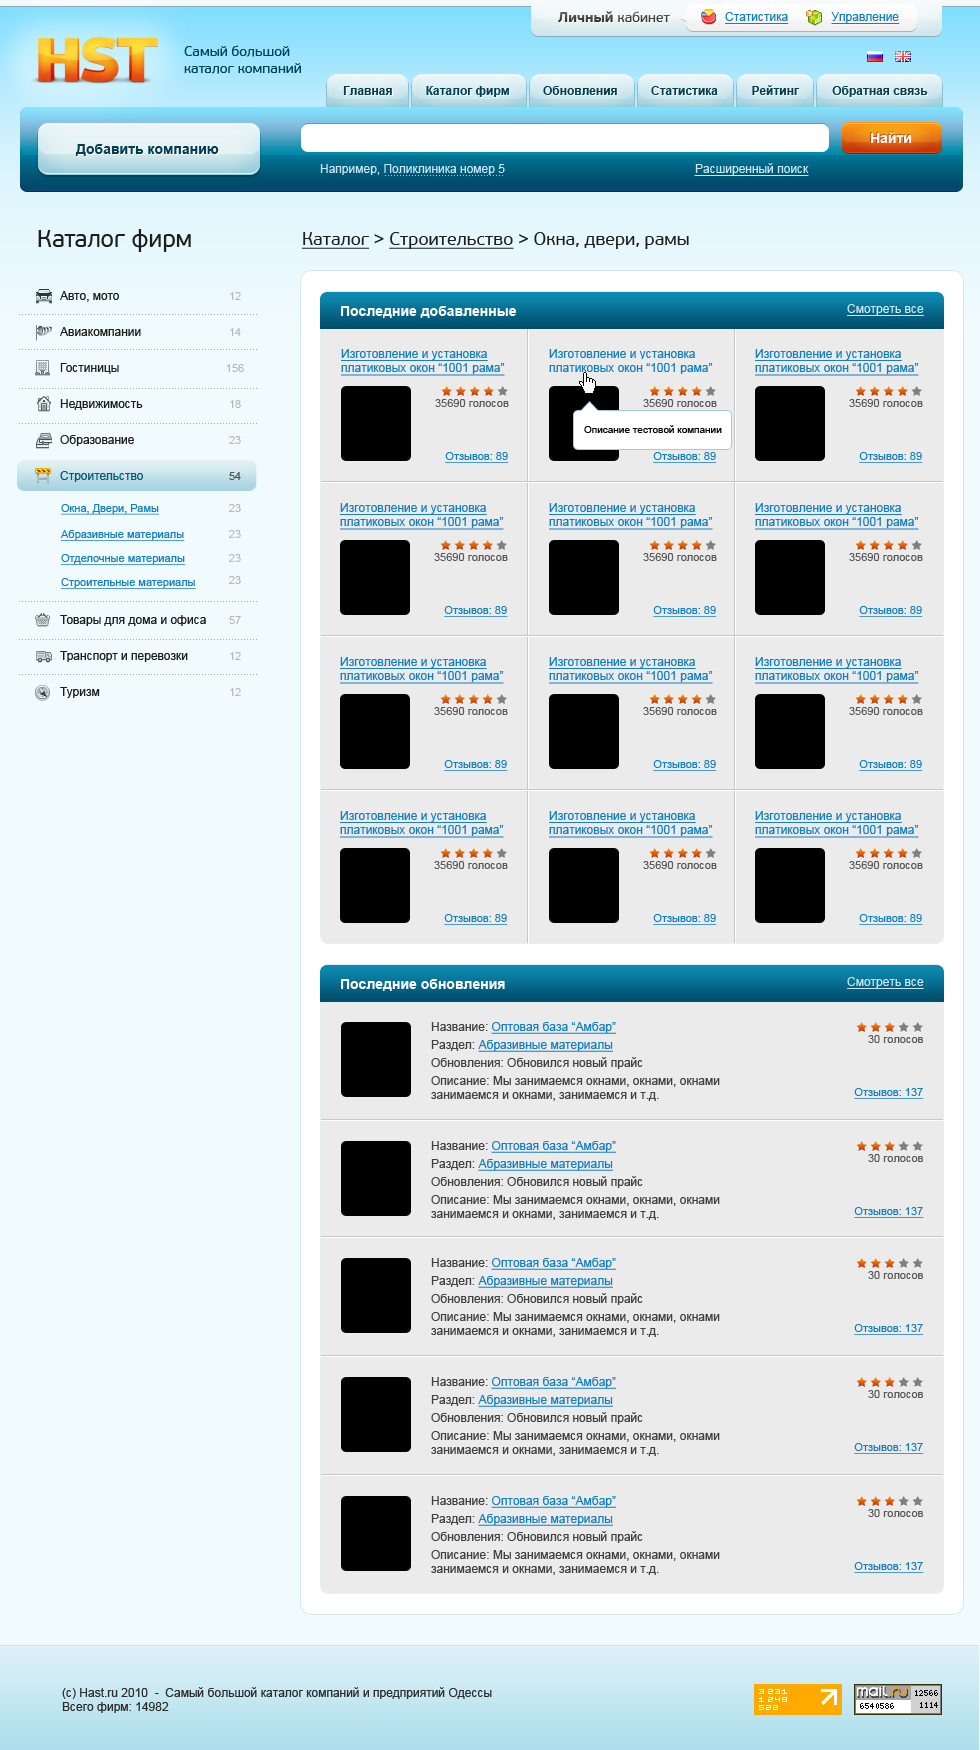 Личный кабинет
Статистика
Управление
HST
Самый большой
каталог компаний
Главная
Каталог фирм
Обновления
Статистика
Рейтинг
Обратная связь
Добавить компанию
Найти
Например, Поликлиника номер 5
Расширенный поиск
Каталог фирм
Авто, мото 12
Авиакомпании 14
Гостиницы 156
Недвижимость 18
Образование 23
Строительство 54
Окна, Двери, Рамы 23
Абразивные материалы 23
Отделочные материалы 23
Строительные материалы 23
Товары для дома и офиса 57
Транспорт и перевозки 12
Туризм 12
Каталог > Строительство > Окна, двери, рамы
Последние добавленные
Смотреть все
Изготовление и установка
платиковых окон “1001 рама”
35690 голосов
Отзывов: 89
Изготовление и установка
платиковых окон “1001 рама”
35690 голосов
Описание тестовой компании
Отзывов: 89
Изготовление и установка
платиковых окон “1001 рама”
35690 голосов
Отзывов: 89
Изготовление и установка
платиковых окон “1001 рама”
35690 голосов
Отзывов: 89
Изготовление и установка
платиковых окон “1001 рама”
35690 голосов
Отзывов: 89
Изготовление и установка
платиковых окон “1001 рама”
35690 голосов
Отзывов: 89
Изготовление и установка
платиковых окон “1001 рама”
35690 голосов
Отзывов: 89
Изготовление и установка
платиковых окон “1001 рама”
35690 голосов
Отзывов: 89
Изготовление и установка
платиковых окон “1001 рама”
35690 голосов
Отзывов: 89
Изготовление и установка
платиковых окон “1001 рама”
35690 голосов
Отзывов: 89
Изготовление и установка
платиковых окон “1001 рама”
35690 голосов
Отзывов: 89
Изготовление и установка
платиковых окон “1001 рама”
35690 голосов
Отзывов: 89
Последние обновления
Смотреть все
Название: Оптовая база “Амбар”
Раздел: Абразивные материалы
Обновления: Обновился новый прайс
Описание: Мы занимаемся окнами, окнами, окнами
занимаемся и окнами, занимаемся и т.д.
30 голосов
Отзывов: 137
Название: Оптовая база “Амбар”
Раздел: Абразивные материалы
Обновления: Обновился новый прайс
Описание: Мы занимаемся окнами, окнами, окнами
занимаемся и окнами, занимаемся и т.д.
30 голосов
Отзывов: 137
Название: Оптовая база “Амбар”
Раздел: Абразивные материалы
Обновления: Обновился новый прайс
Описание: Мы занимаемся окнами, окнами, окнами
занимаемся и окнами, занимаемся и т.д.
30 голосов
Отзывов: 137
Название: Оптовая база “Амбар”
Раздел: Абразивные материалы
Обновления: Обновился новый прайс
Описание: Мы занимаемся окнами, окнами, окнами
занимаемся и окнами, занимаемся и т.д.
30 голосов
Отзывов: 137
Название: Оптовая база “Амбар”
Раздел: Абразивные материалы
Обновления: Обновился новый прайс
Описание: Мы занимаемся окнами, окнами, окнами
занимаемся и окнами, занимаемся и т.д.
30 голосов
Отзывов: 137
(c) Hast.ru 2010 - Самый большой каталог компаний и предприятий Одессы
Всего фирм: 14982
3231
1245
522
mail.ru 12566
6540586 1114